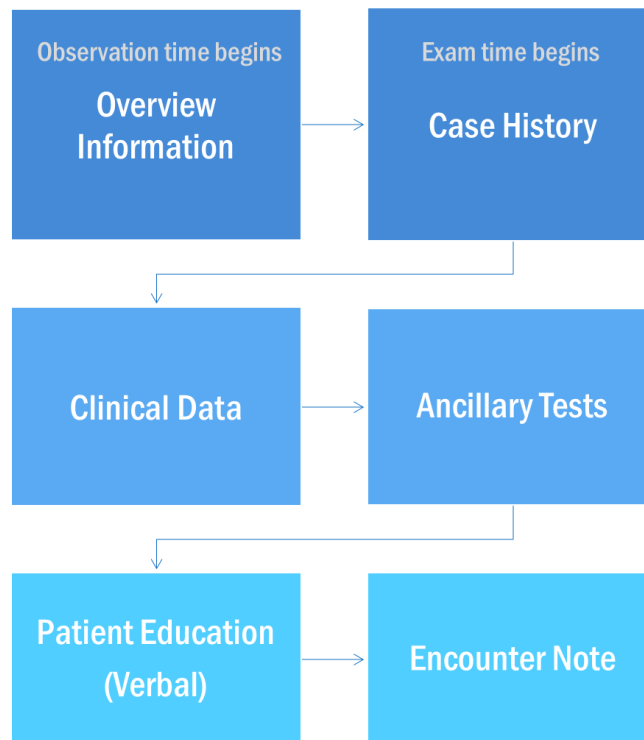 Observation time begins
Overview
Information
Exam time begins
Case History
Clinical Data
Ancillary Tests
Patient Education
(Verbal)
Encounter Note